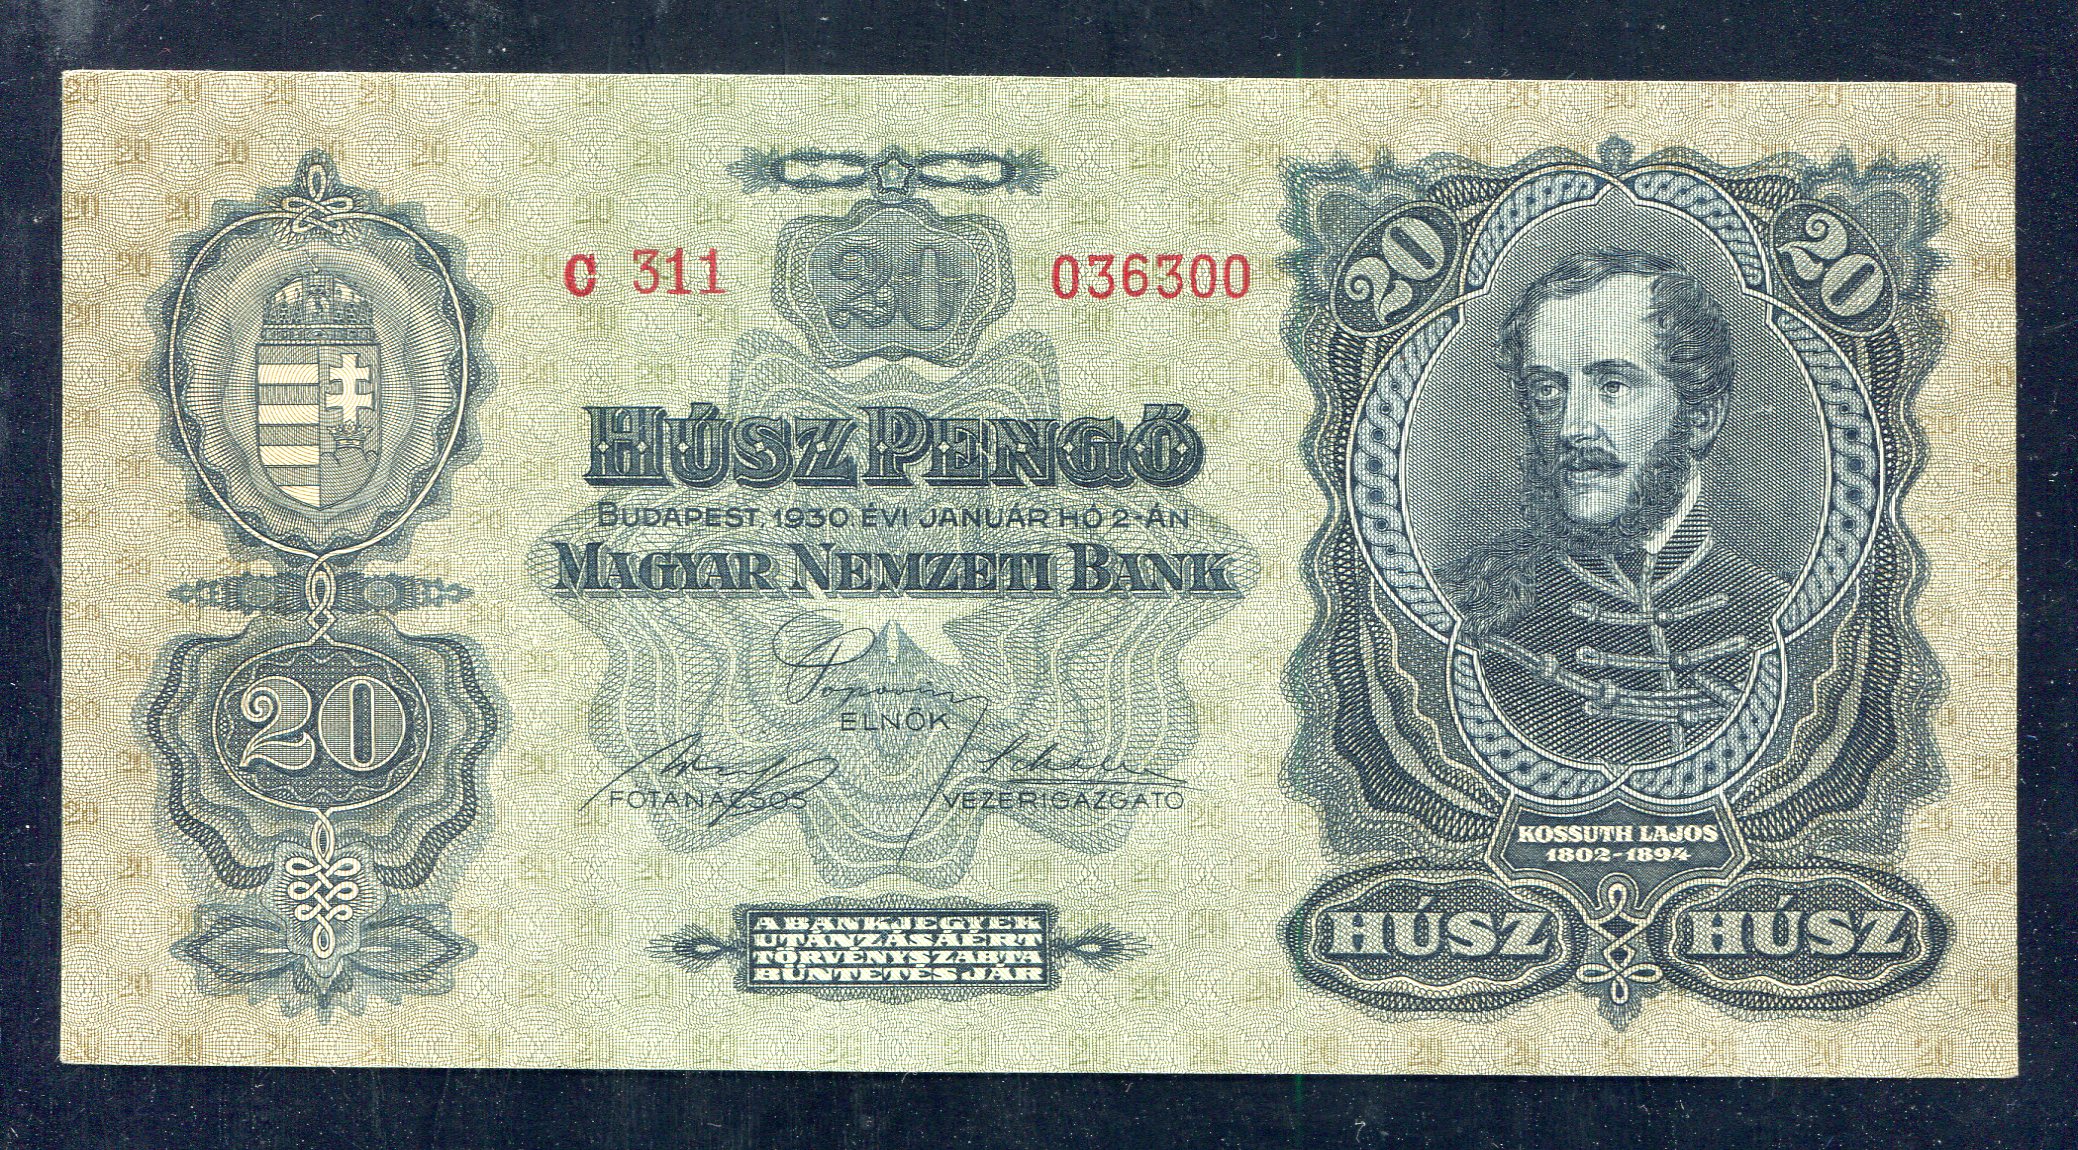 C 311
20
036300
20
20
HÚSZ PENGŐ
BUDAPEST, 1930 ÉVI JANUÁR HÓ 2-ÁN
MAGYAR NEMZETI BANK
20
ELNÖK
FŐTANÁCSOS
VEZÉRIGAZGATÓ
KOSSUTH LAJOS
1802-1894
HÚSZ
HÚSZ
A BANKJEGYEK
UTÁNZÁSÁÉRT
TÖRVÉNYSZABTA
BÜNTETÉS JÁR